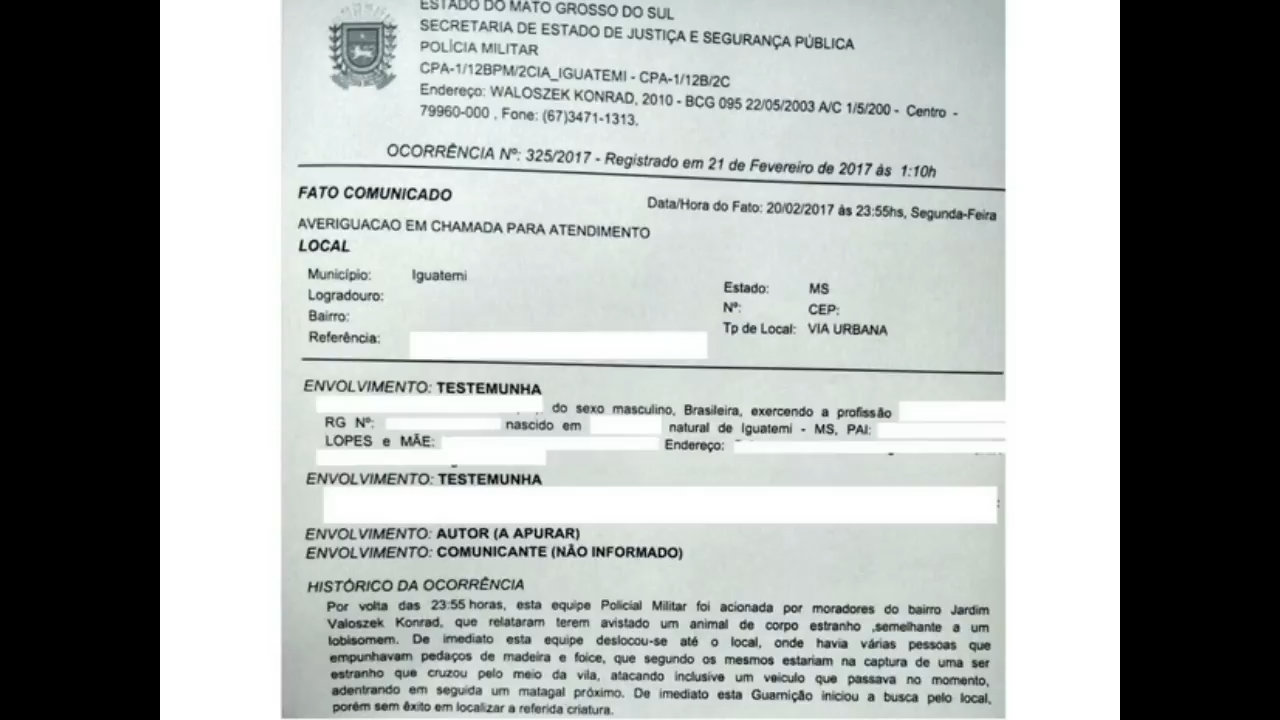 ESTADO DO MATO GROSSO DO SUL
SECRETARIA DE ESTADO DE JUSTIÇA E SEGURANÇA PÚBLICA
POLÍCIA MILITAR
CPA-1/12BPM/2CIA_IGUATEMI - CPA-1/12B/2C
Endereço: WALOSZEK KONRAD, 2010 - BCG 095 22/05/2003 A/C 1/5/200 - Centro -
79960-000 , Fone: (67)3471-1313.
OCORRÊNCIA Nº: 325/2017 - Registrado em 21 de Fevereiro de 2017 às 1:10h
FATO COMUNICADO
Data/Hora do Fato: 20/02/2017 às 23:55hs, Segunda-Feira
AVERIGUACAO EM CHAMADA PARA ATENDIMENTO
LOCAL
Município: Iguatemi
Estado: MS
Logradouro:
Nº: CEP:
Bairro:
Tp de Local: VIA URBANA
Referência:
ENVOLVIMENTO: TESTEMUNHA
, do sexo masculino, Brasileira, exercendo a profissão
RG Nº: nascido em natural de Iguatemi - MS, PAI:
LOPES e MÃE: Endereço:
ENVOLVIMENTO: TESTEMUNHA
ENVOLVIMENTO: AUTOR (A APURAR)
ENVOLVIMENTO: COMUNICANTE (NÃO INFORMADO)
HISTÓRICO DA OCORRÊNCIA
Por volta das 23:55 horas, esta equipe Policial Militar foi acionada por moradores do bairro Jardim
Valoszek Konrad, que relataram terem avistado um animal de corpo estranho ,semelhante a um
lobisomem. De imediato esta equipe deslocou-se até o local, onde havia várias pessoas que
empunhavam pedaços de madeira e foice, que segundo os mesmos estariam na captura de uma ser
estranho que cruzou pelo meio da vila, atacando inclusive um veiculo que passava no momento,
adentrando em seguida um matagal próximo. De imediato esta Guarnição iniciou a busca pelo local,
porém sem êxito em localizar a referida criatura.